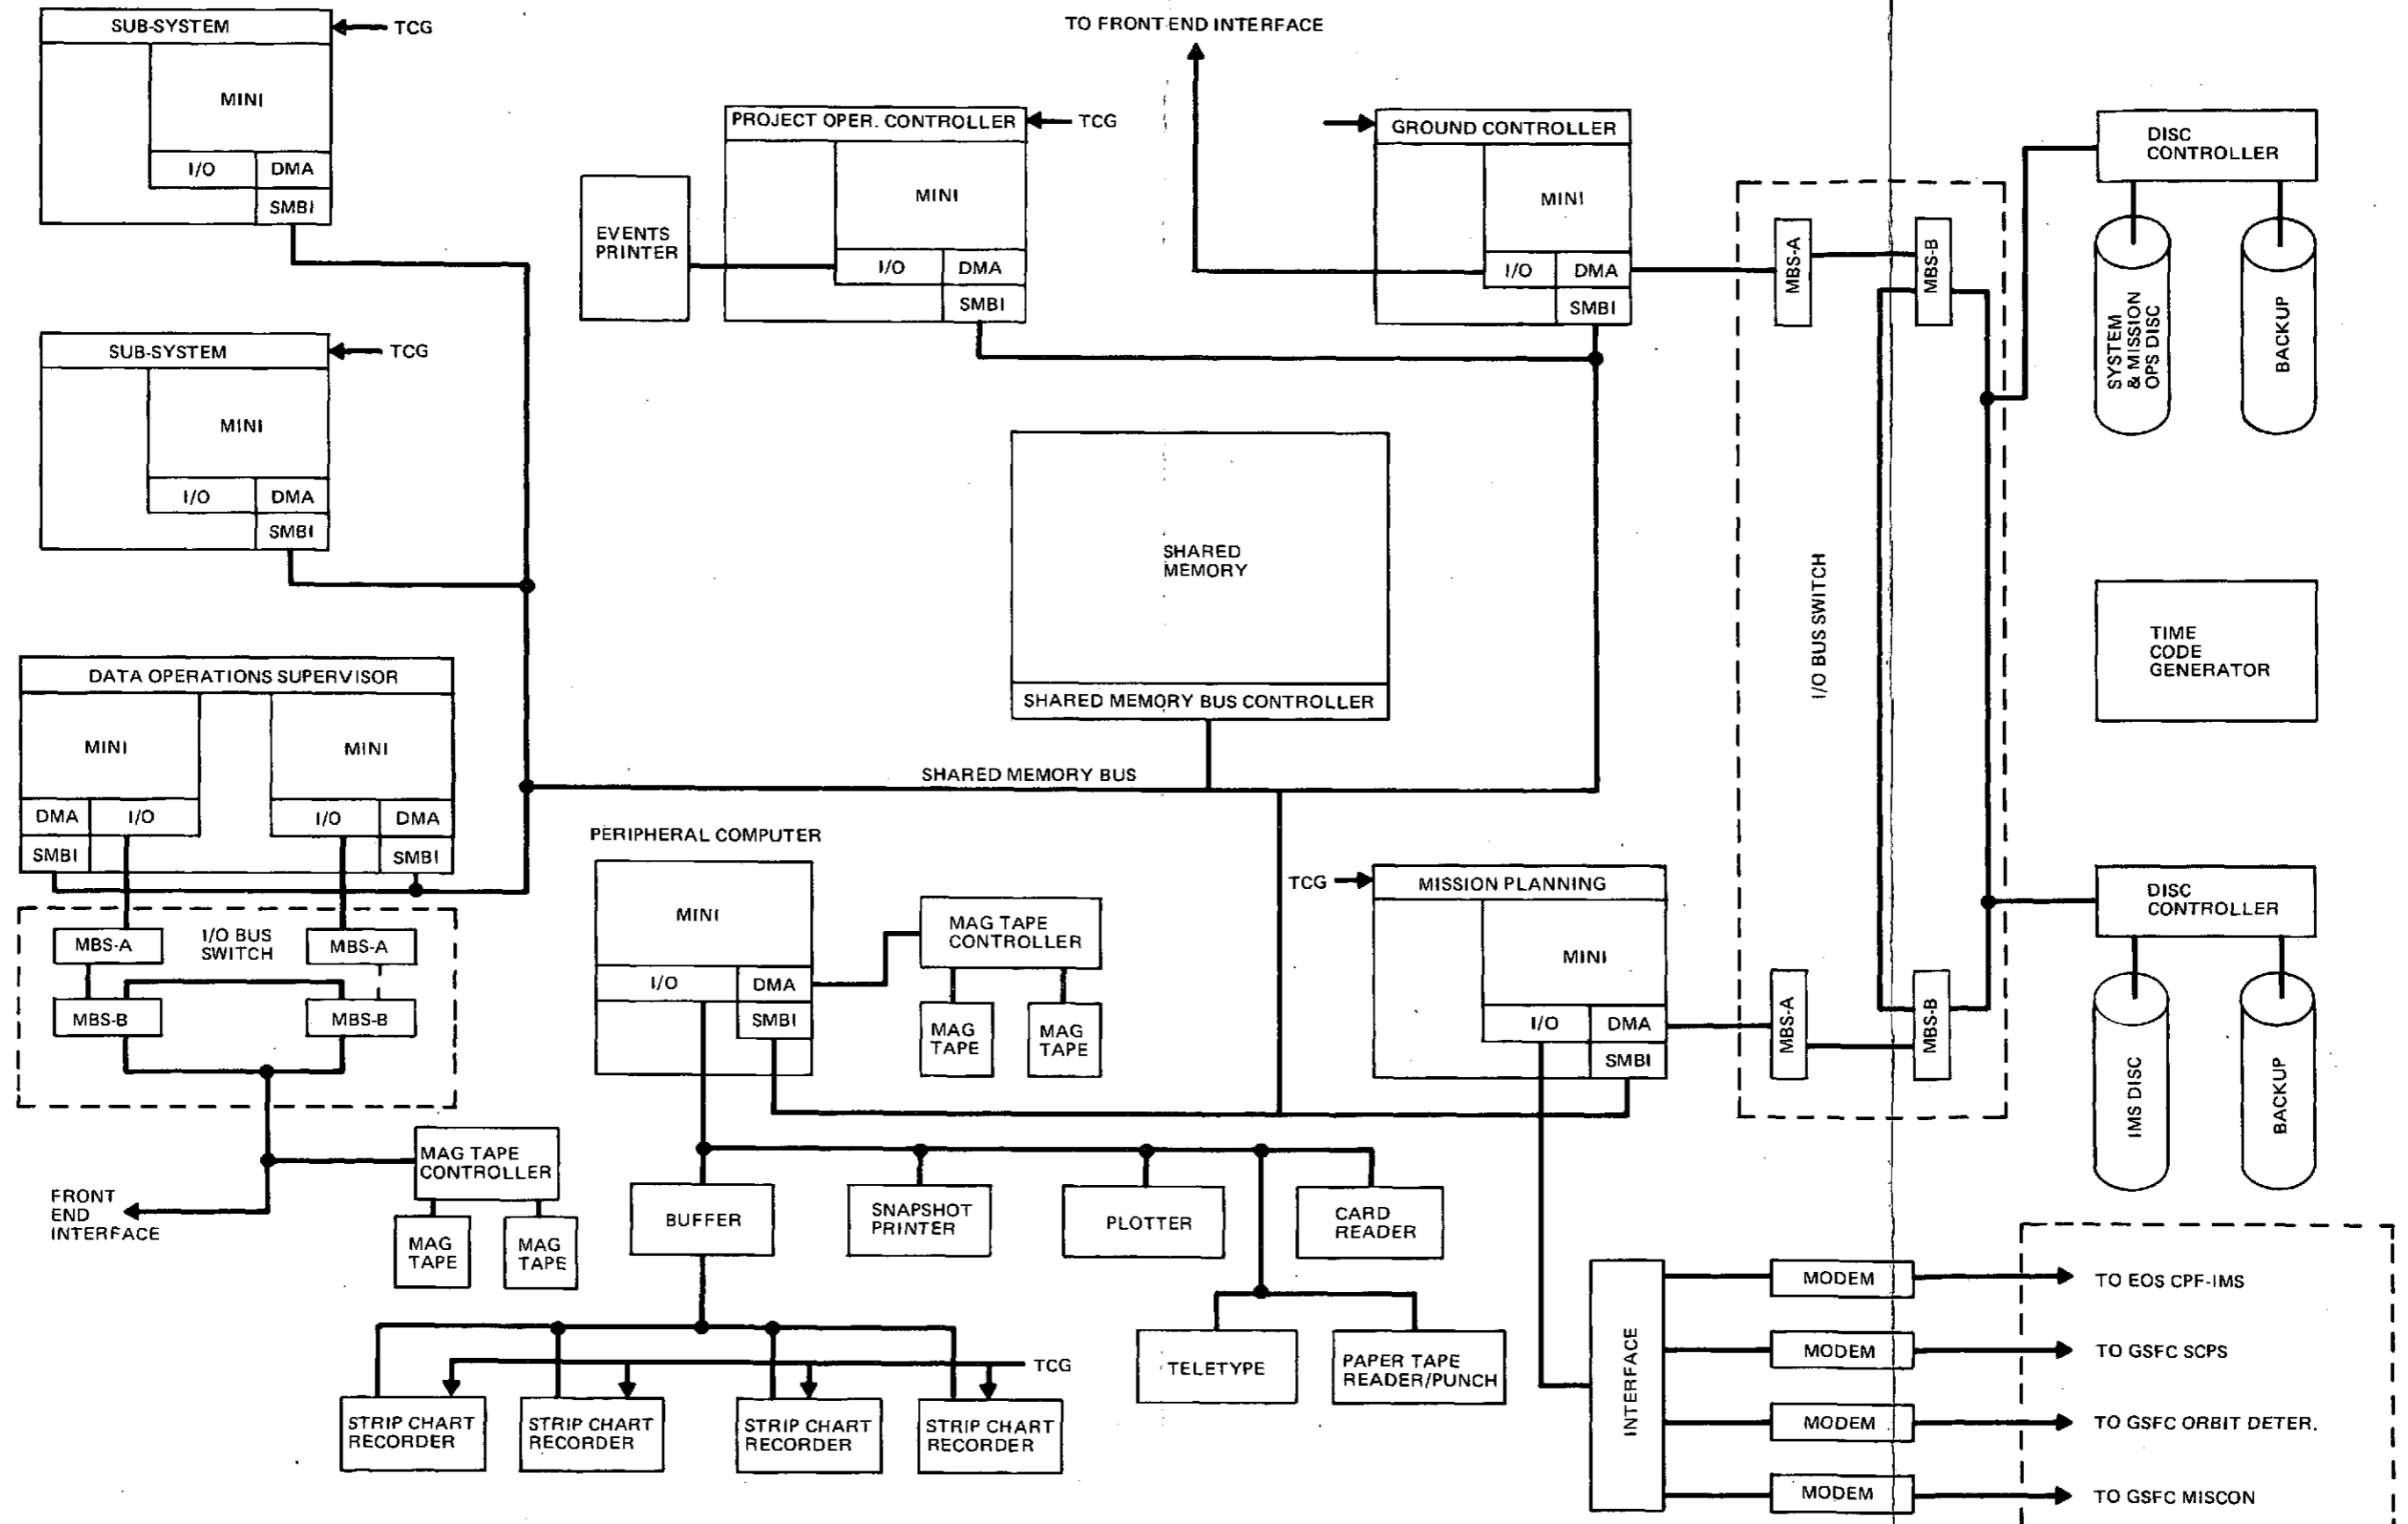 SUB-SYSTEM
TCG
MINI
I/O
DMA
SMBI
SUB-SYSTEM
TCG
MINI
I/O
DMA
SMBI
DATA OPERATIONS SUPERVISOR
MINI
MINI
DMA
I/O
I/O
DMA
SMBI
SMBI
MBS-A
I/O BUS
SWITCH
MBS-A
MBS-B
MBS-B
FRONT
END
INTERFACE
MAG TAPE
CONTROLLER
MAG
TAPE
MAG
TAPE
TO FRONT END INTERFACE
EVENTS
PRINTER
PROJECT OPER. CONTROLLER
TCG
MINI
I/O
DMA
SMBI
GROUND CONTROLLER
MINI
I/O
DMA
SMBI
SHARED
MEMORY
SHARED MEMORY BUS CONTROLLER
SHARED MEMORY BUS
PERIPHERAL COMPUTER
MINI
I/O
DMA
SMBI
MAG TAPE
CONTROLLER
MAG
TAPE
MAG
TAPE
TCG
MISSION PLANNING
MINI
I/O
DMA
SMBI
BUFFER
SNAPSHOT
PRINTER
PLOTTER
CARD
READER
TELETYPE
PAPER TAPE
READER/PUNCH
TCG
STRIP CHART
RECORDER
STRIP CHART
RECORDER
STRIP CHART
RECORDER
STRIP CHART
RECORDER
MBS-A
MBS-B
I/O BUS SWITCH
MBS-A
MBS-B
DISC
CONTROLLER
SYSTEM
& MISSION
OPS DISC
BACKUP
TIME
CODE
GENERATOR
DISC
CONTROLLER
IMS DISC
BACKUP
INTERFACE
MODEM
TO EOS CPF-IMS
MODEM
TO GSFC SCPS
MODEM
TO GSFC ORBIT DETER.
MODEM
TO GSFC MISCON